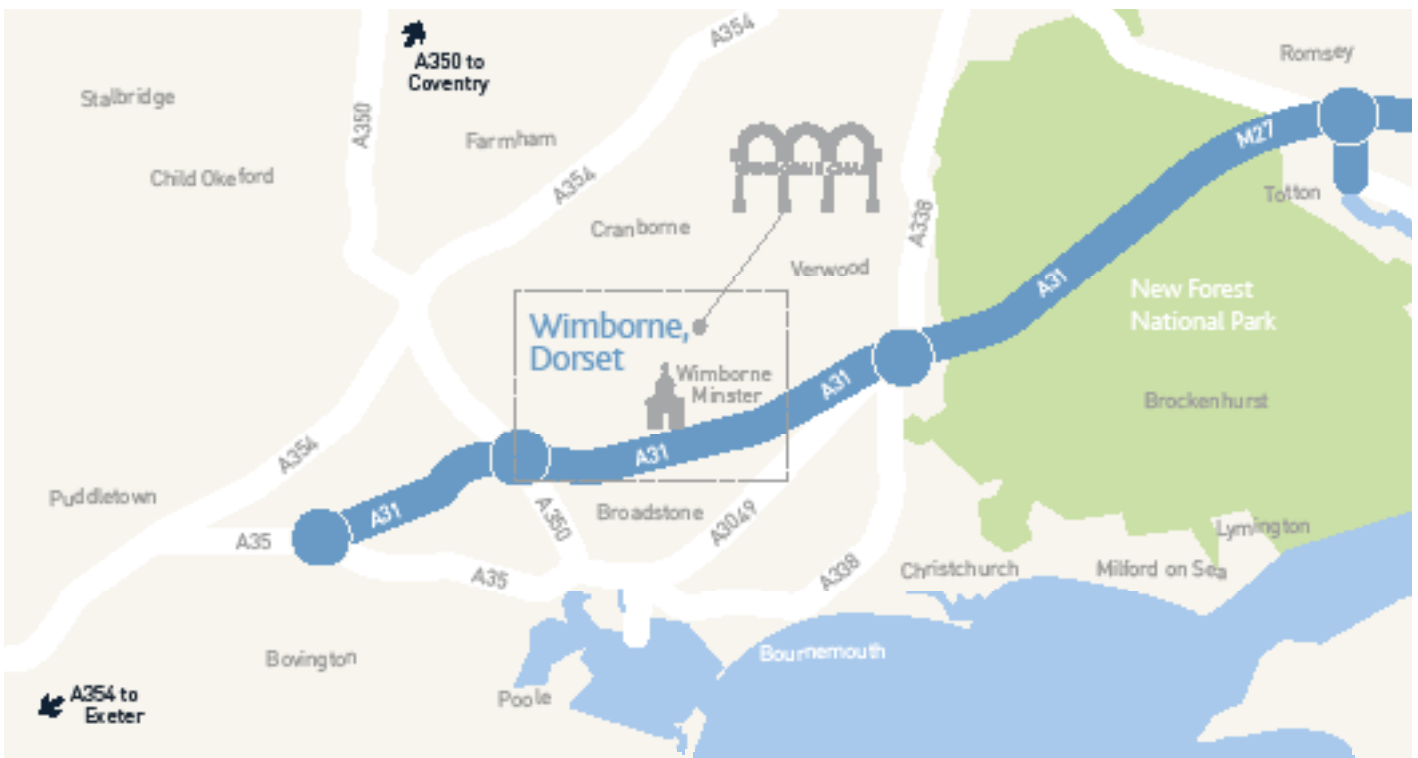 A354
Romsey
A350 to
Coventry
Stalbridge
A350
Farmham
M27
Child Okeford
A354
Totton
Cranborne
A338
Verwood
A31
New Forest
National Park
Wimborne,
Dorset
Wimborne
Minster
A31
Brockenhurst
A31
A354
Puddletown
A31
A350
Broadstone
A3049
Lymington
A35
A35
A338
Christchurch
Milford on Sea
Bovington
Bournemouth
Poole
A354 to
Exeter